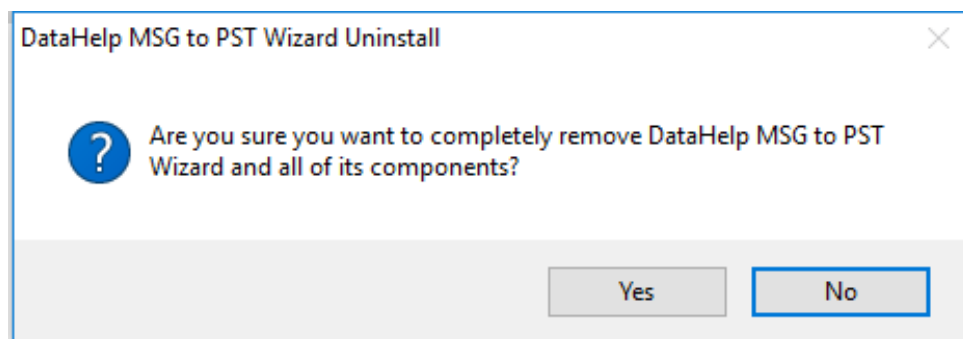 DataHelp MSG to PST Wizard Uninstall
Are you sure you want to completely remove DataHelp MSG to PST
Wizard and all of its components?
Yes
No